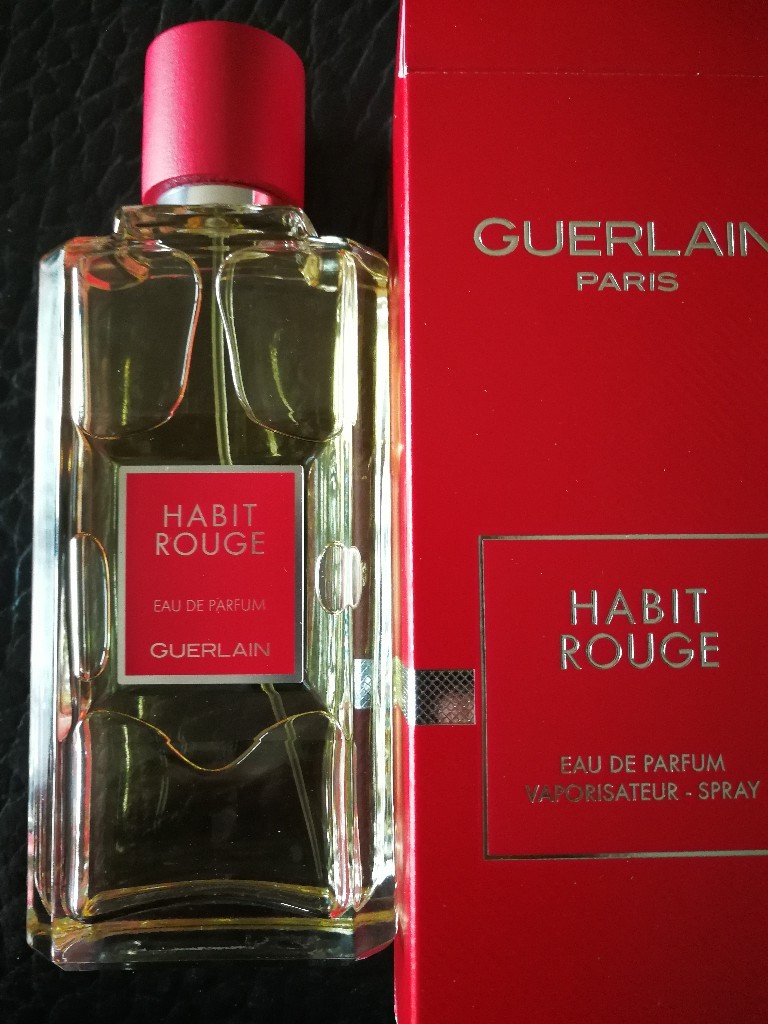 HABIT
ROUGE
EAU DE PARFUM
GUERLAIN
GUERLAIN
PARIS
HABIT
ROUGE
EAU DE PARFUM
VAPORISATEUR - SPRAY